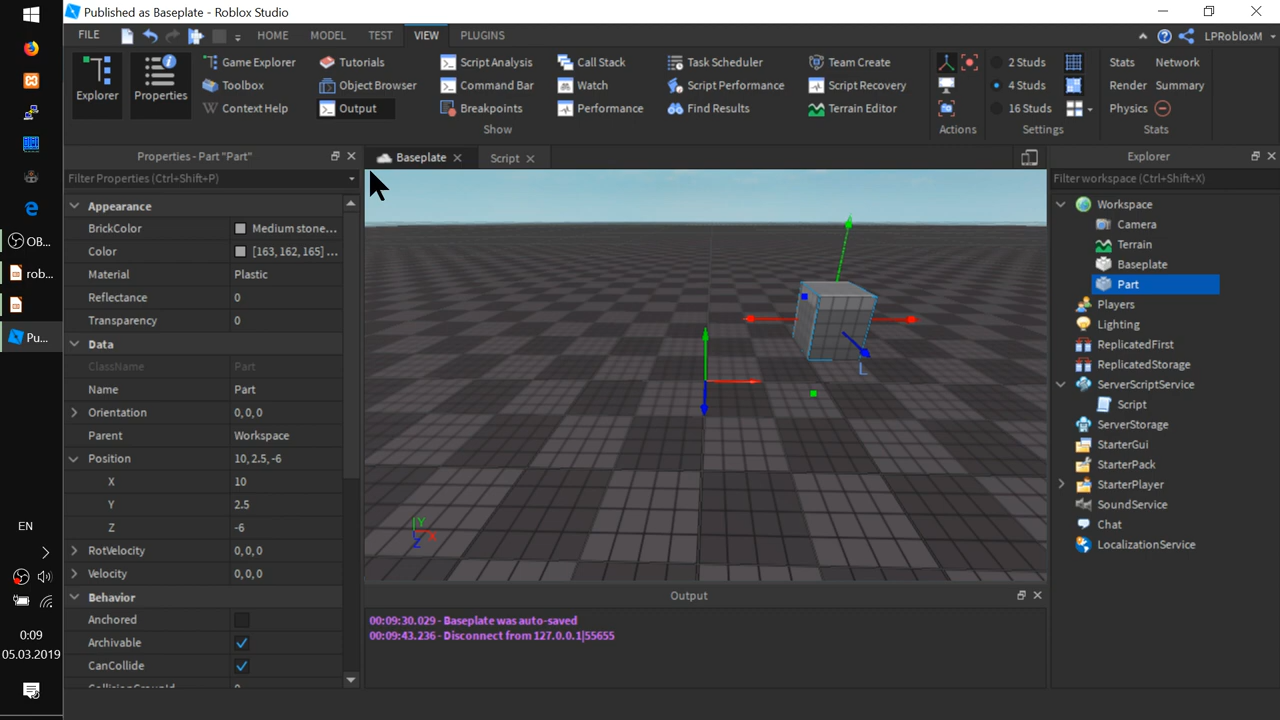 Published as Baseplate - Roblox Studio
FILE HOME MODEL TEST VIEW PLUGINS LPRobloxM
Explorer
Properties
Game Explorer
Toolbox
Context Help
Tutorials
Object Browser
Output
Script Analysis
Command Bar
Breakpoints
Call Stack
Watch
Performance
Task Scheduler
Script Performance
Find Results
Team Create
Script Recovery
Terrain Editor
Show
Actions
2 Studs
4 Studs
16 Studs
Settings
Stats Network
Render Summary
Physics
Stats
Properties - Part "Part"
Filter Properties (Ctrl+Shift+P)
Appearance
BrickColor Medium stone...
Color [163, 162, 165] ...
Material Plastic
Reflectance 0
Transparency 0
Data
ClassName Part
Name Part
Orientation 0, 0, 0
Parent Workspace
Position 10, 2.5, -6
X 10
Y 2.5
Z -6
RotVelocity 0, 0, 0
Velocity 0, 0, 0
Behavior
Anchored
Archivable
CanCollide
Baseplate
Script
L
Y
X
Z
Output
00:09:30.029 - Baseplate was auto-saved
00:09:43.236 - Disconnect from 127.0.0.1|55655
Explorer
Filter workspace (Ctrl+Shift+X)
Workspace
Camera
Terrain
Baseplate
Part
Players
Lighting
ReplicatedFirst
ReplicatedStorage
ServerScriptService
Script
ServerStorage
StarterGui
StarterPack
StarterPlayer
SoundService
Chat
LocalizationService
OB...
rob...
Pu...
EN
0:09
05.03.2019